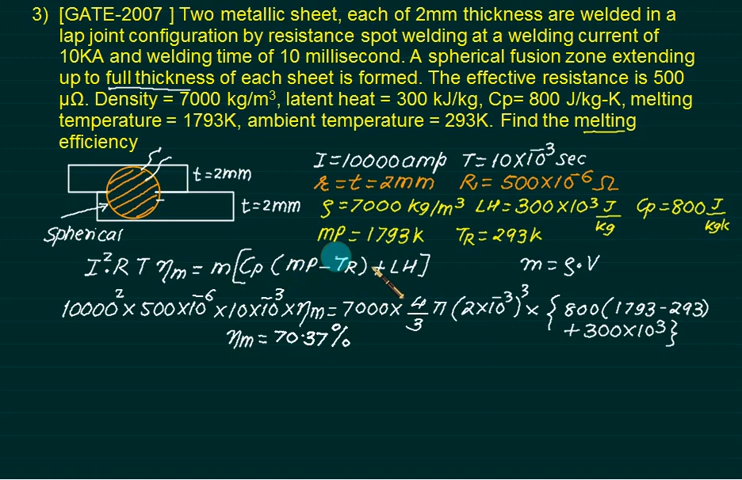 3) [GATE-2007 ] Two metallic sheet, each of 2mm thickness are welded in a
lap joint configuration by resistance spot welding at a welding current of
10KA and welding time of 10 millisecond. A spherical fusion zone extending
up to full thickness of each sheet is formed. The effective resistance is 500
μΩ. Density = 7000 kg/m³, latent heat = 300 kJ/kg, Cp= 800 J/kg-K, melting
temperature = 1793K, ambient temperature = 293K. Find the melting
efficiency
I=10000amp T=10×10⁻³ sec
t=2mm
r=t=2mm R=500×10⁻⁶ Ω
t=2mm
ρ=7000 kg/m³ LH=300×10³ J/kg Cp=800 J/kgk
Spherical
mp=1793k TR=293k
I².R T ηm = m[Cp (mp-TR)+LH] m=ρ.V
10000² × 500×10⁻⁶ × 10×10⁻³ × ηm = 7000× 4/3 π (2×10⁻³)³ × { 800(1793-293)
+ 300×10³}
ηm = 70.37%